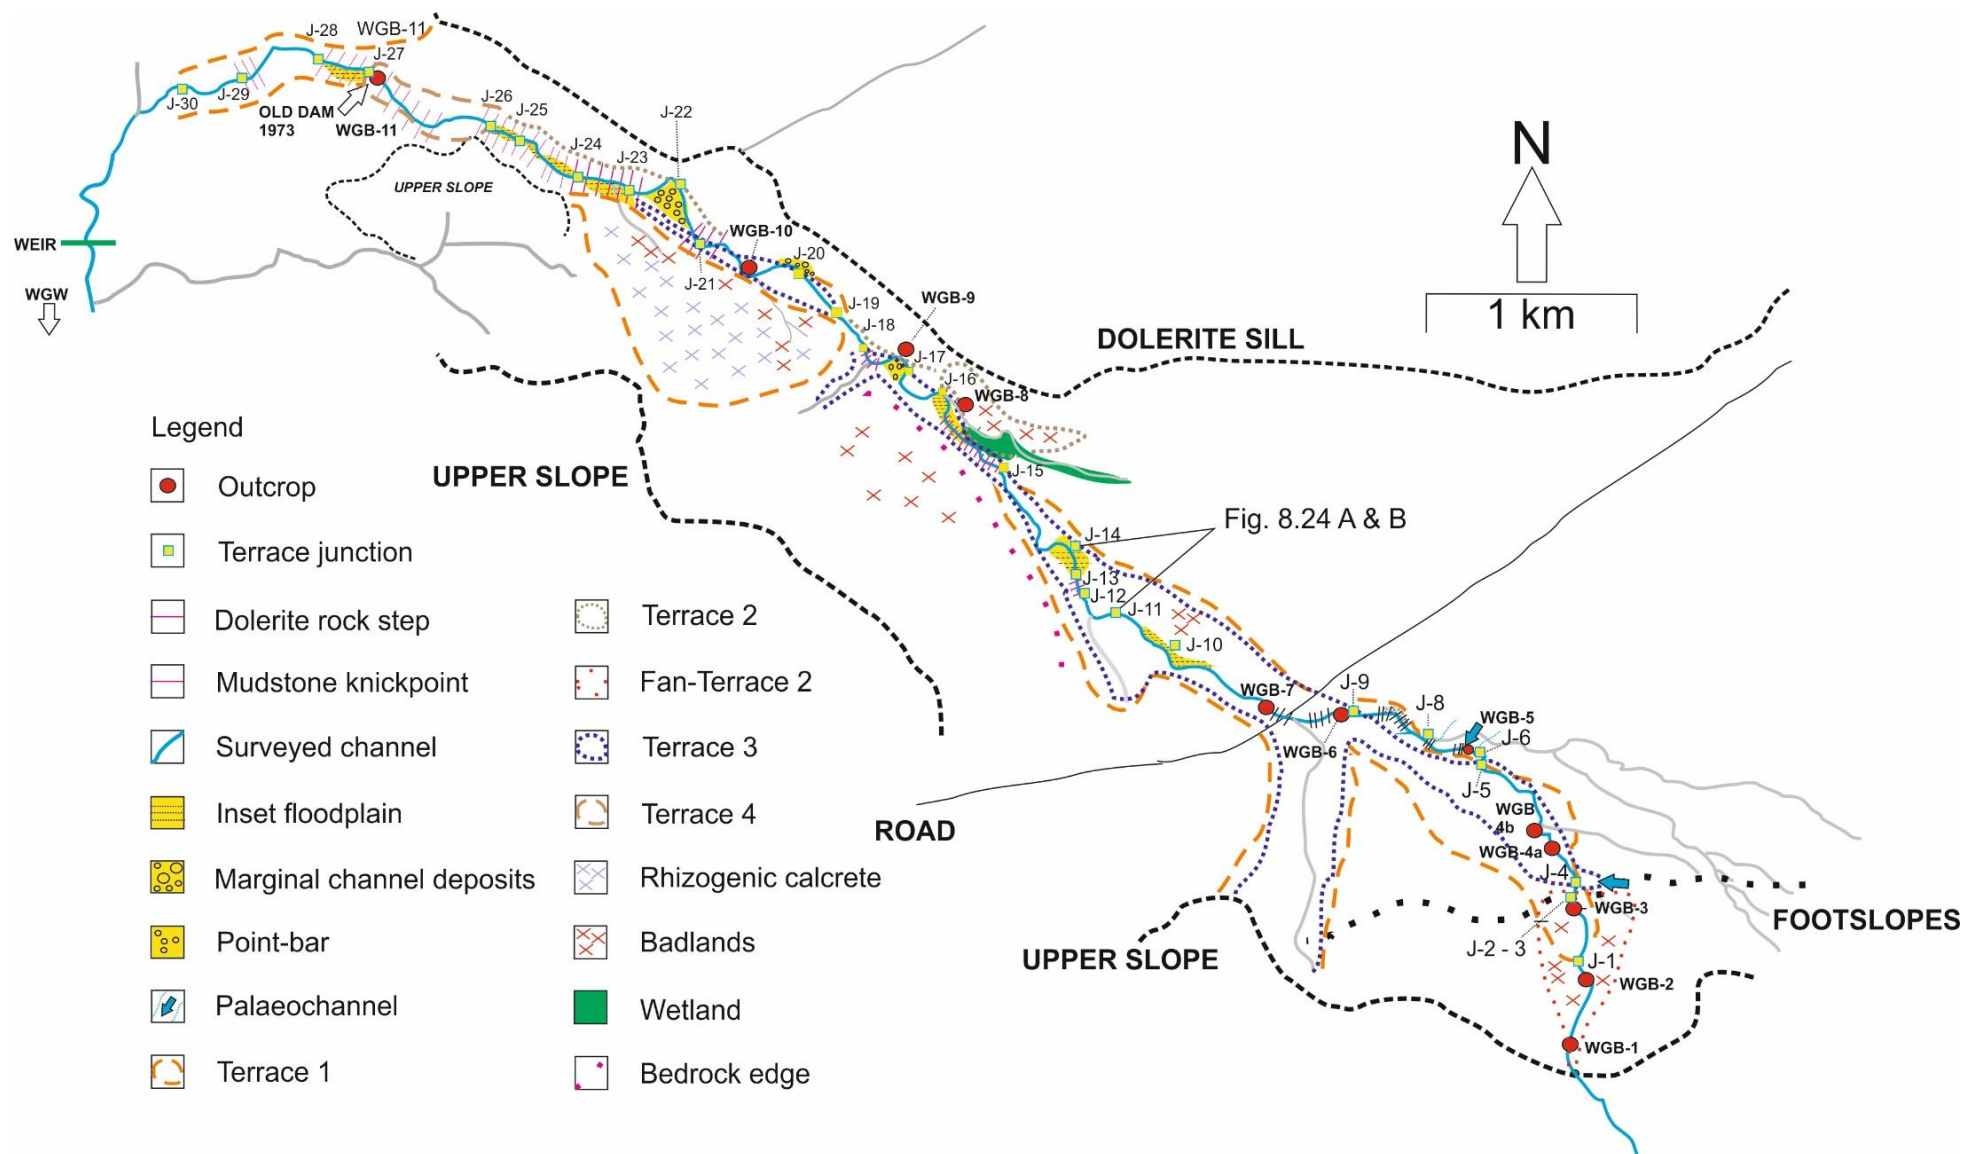 J-28
WGB-11
J-27
J-30
J-29
OLD DAM
1973
WGB-11
J-26
J-25
J-24
J-23
J-22
UPPER SLOPE
WEIR
WGW
WGB-10
J-21
J-20
J-19
J-18
WGB-9
J-17
J-16
WGB-8
J-15
N
1 km
DOLERITE SILL
UPPER SLOPE
Fig. 8.24 A & B
J-14
J-13
J-12
J-11
J-10
WGB-7
J-9
WGB-6
J-8
WGB-5
J-6
J-5
WGB
4b
WGB-4a
J-4
WGB-3
J-2 - 3
J-1
WGB-2
WGB-1
ROAD
UPPER SLOPE
FOOTSLOPES
Legend
Outcrop
Terrace junction
Dolerite rock step
Mudstone knickpoint
Surveyed channel
Inset floodplain
Marginal channel deposits
Point-bar
Palaeochannel
Terrace 1
Terrace 2
Fan-Terrace 2
Terrace 3
Terrace 4
Rhizogenic calcrete
Badlands
Wetland
Bedrock edge